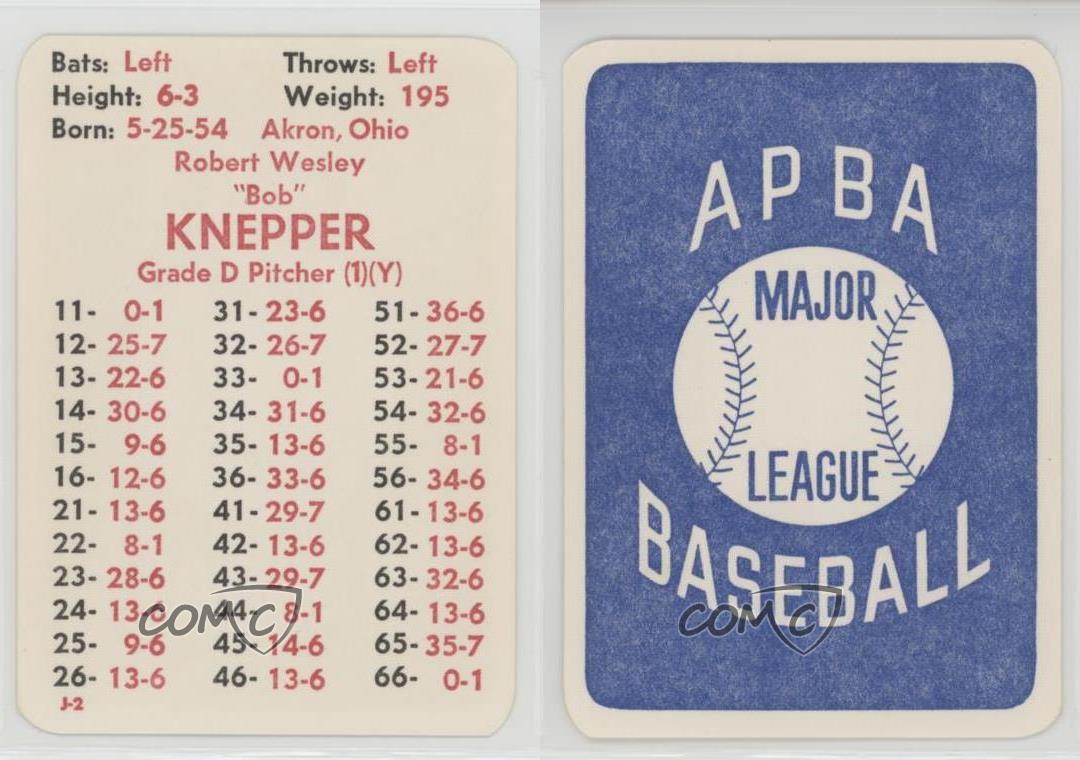 Bats: Left Throws: Left
Height: 6-3 Weight: 195
Born: 5-25-54 Akron, Ohio
Robert Wesley
"Bob"
KNEPPER
Grade D Pitcher (1)(Y)
11- 0-1 31- 23-6 51- 36-6
12- 25-7 32- 26-7 52- 27-7
13- 22-6 33- 0-1 53- 21-6
14- 30-6 34- 31-6 54- 32-6
15- 9-6 35- 13-6 55- 8-1
16- 12-6 36- 33-6 56- 34-6
21- 13-6 41- 29-7 61- 13-6
22- 8-1 42- 13-6 62- 13-6
23- 28-6 43- 29-7 63- 32-6
24- 13-6 44- 8-1 64- 13-6
25- 9-6 45- 14-6 65- 35-7
26- 13-6 46- 13-6 66- 0-1
J-2
COMC
APBA
MAJOR
LEAGUE
BASEBALL
COMC